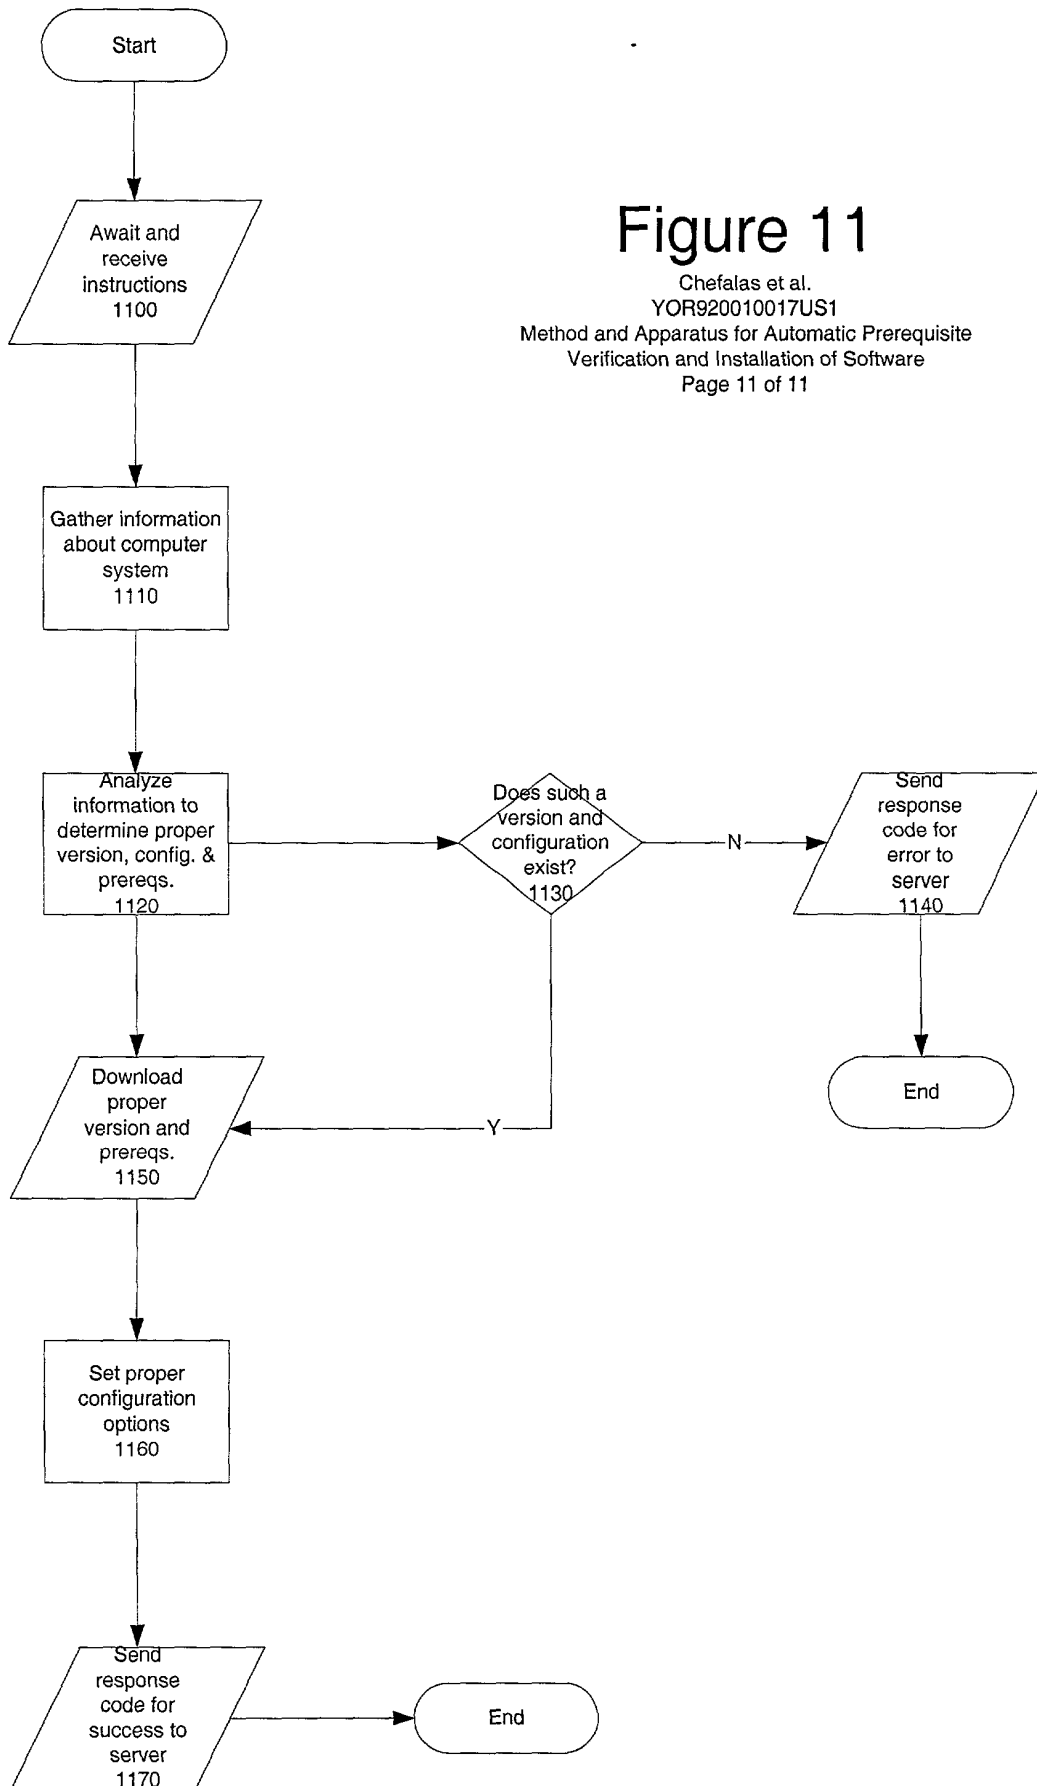 Start
Await and
receive
instructions
1100
Figure 11
Chefalas et al.
YOR920010017US1
Method and Apparatus for Automatic Prerequisite
Verification and Installation of Software
Page 11 of 11
Gather information
about computer
system
1110
Analyze
information to
determine proper
version, config. &
prereqs.
1120
Does such a
version and
configuration
exist?
1130
N
Send
response
code for
error to
server
1140
End
Y
Download
proper
version and
prereqs.
1150
Set proper
configuration
options
1160
Send
response
code for
success to
server
1170
End